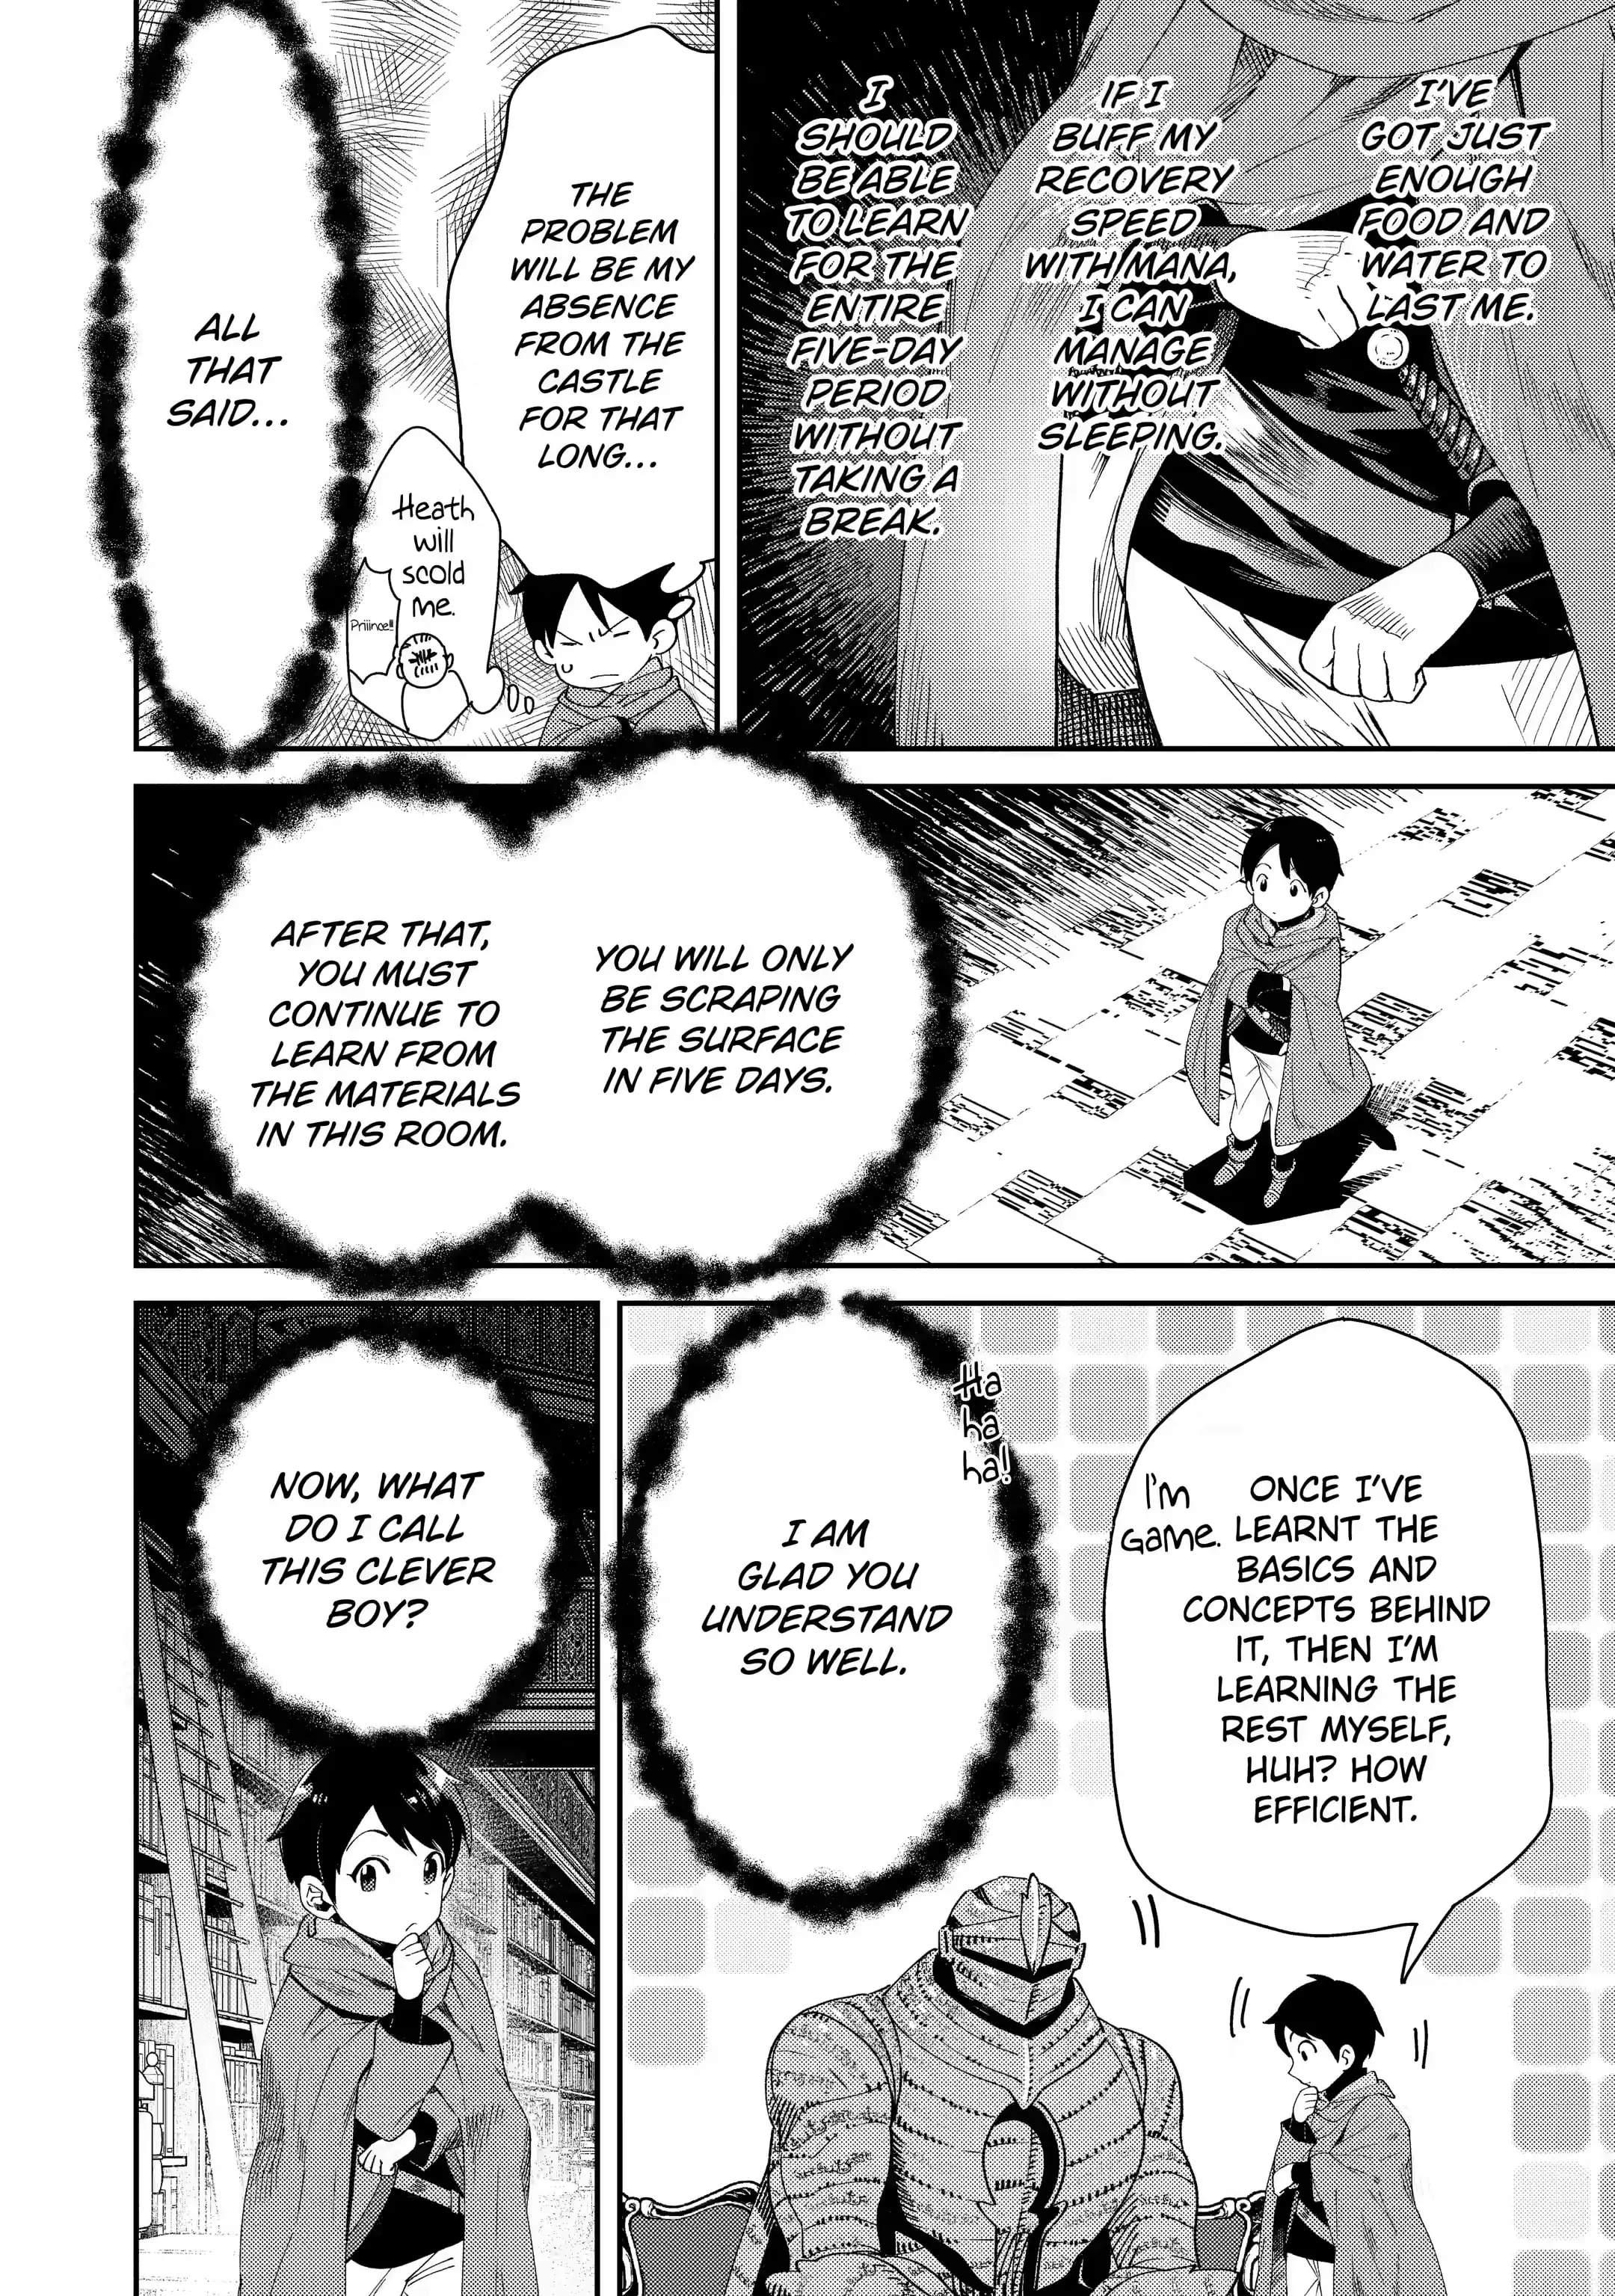 I'VE
GOT JUST
ENOUGH
FOOD AND
WATER TO
LAST ME.
IF I
BUFF MY
RECOVERY
SPEED
WITH MANA,
I CAN
MANAGE
WITHOUT
SLEEPING.
I
SHOULD
BE ABLE
TO LEARN
FOR THE
ENTIRE
FIVE-DAY
PERIOD
WITHOUT
TAKING A
BREAK.
THE
PROBLEM
WILL BE MY
ABSENCE
FROM THE
CASTLE
FOR THAT
LONG...
Heath
will
scold
me.
Priiince!!
ALL
THAT
SAID...
YOU WILL ONLY
BE SCRAPING
THE SURFACE
IN FIVE DAYS.
AFTER THAT,
YOU MUST
CONTINUE TO
LEARN FROM
THE MATERIALS
IN THIS ROOM.
ONCE I'VE
LEARNT THE
BASICS AND
CONCEPTS BEHIND
IT, THEN I'M
LEARNING THE
REST MYSELF,
HUH? HOW
EFFICIENT.
I'm
Game.
Ha
ha
ha!
I AM
GLAD YOU
UNDERSTAND
SO WELL.
NOW, WHAT
DO I CALL
THIS CLEVER
BOY?